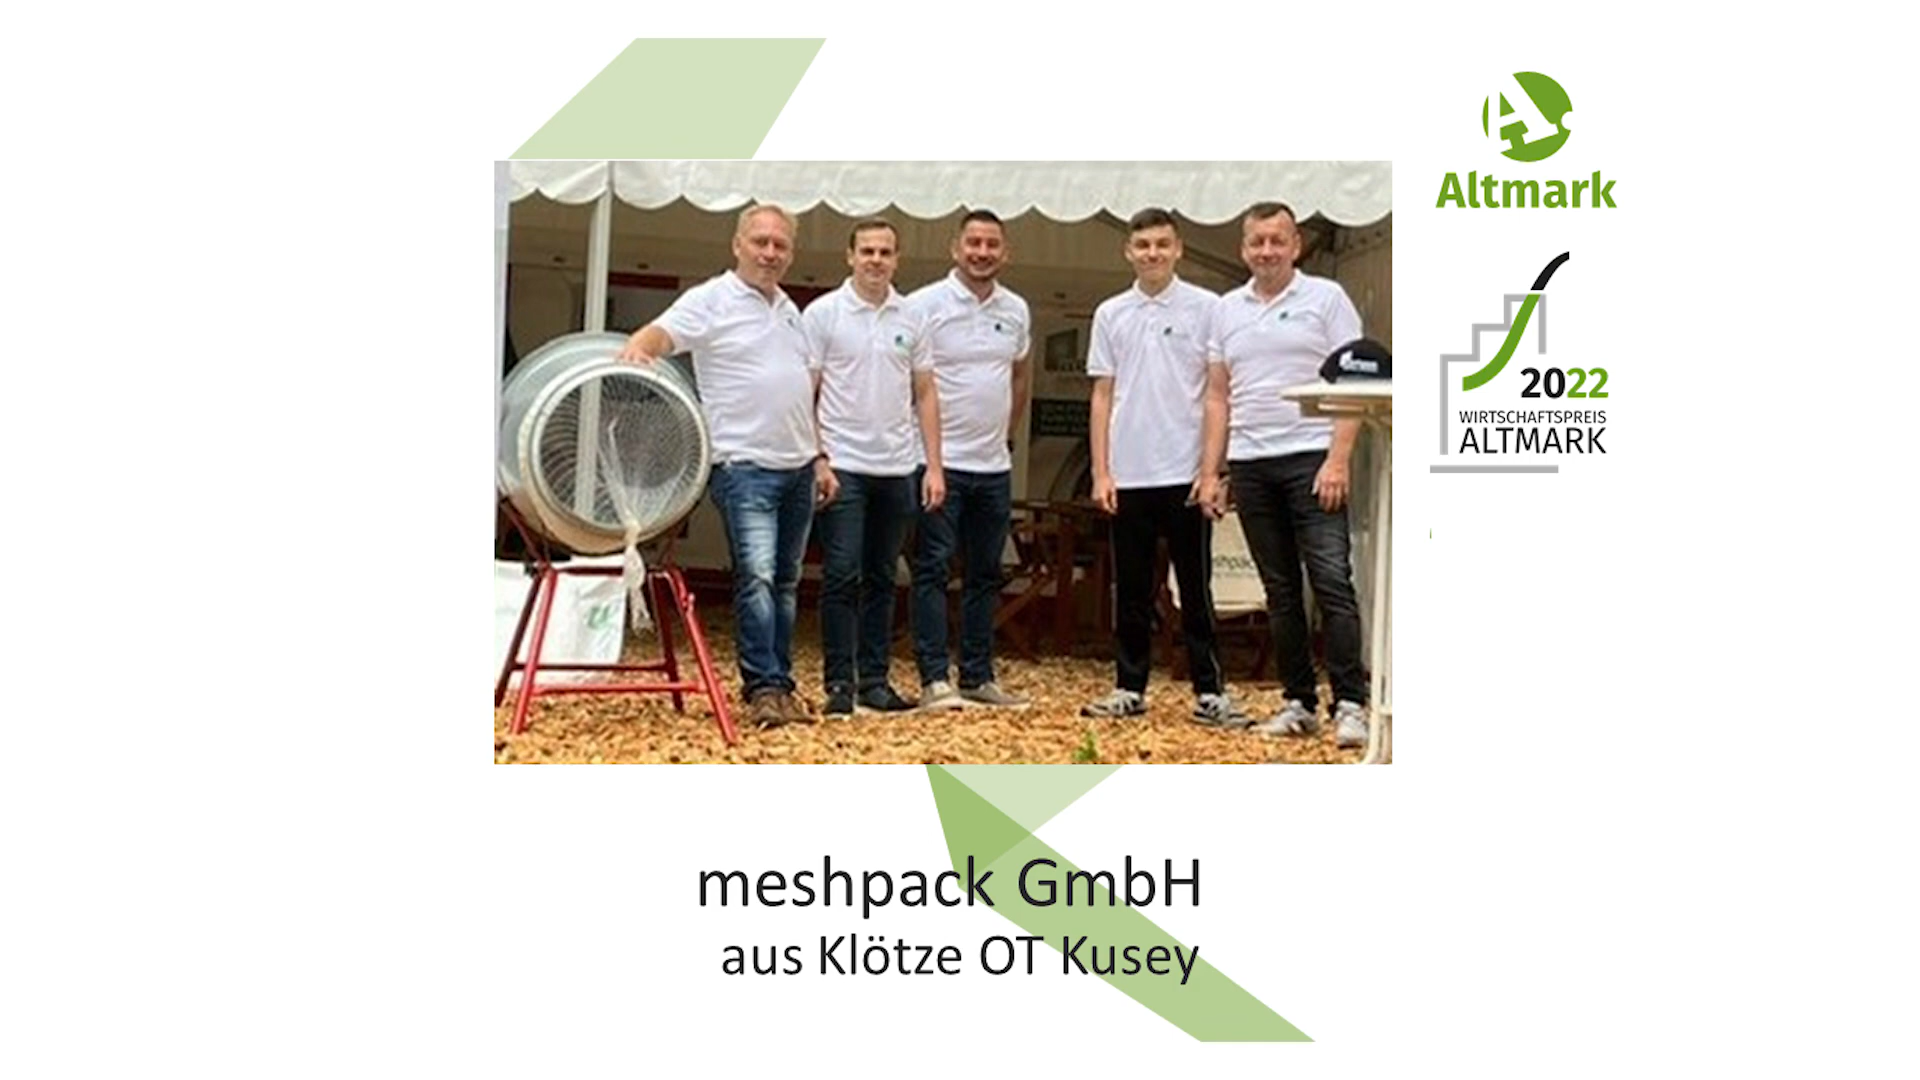 Altmark
2022
WIRTSCHAFTSPREIS
ALTMARK
meshpack GmbH
aus Klötze OT Kusey